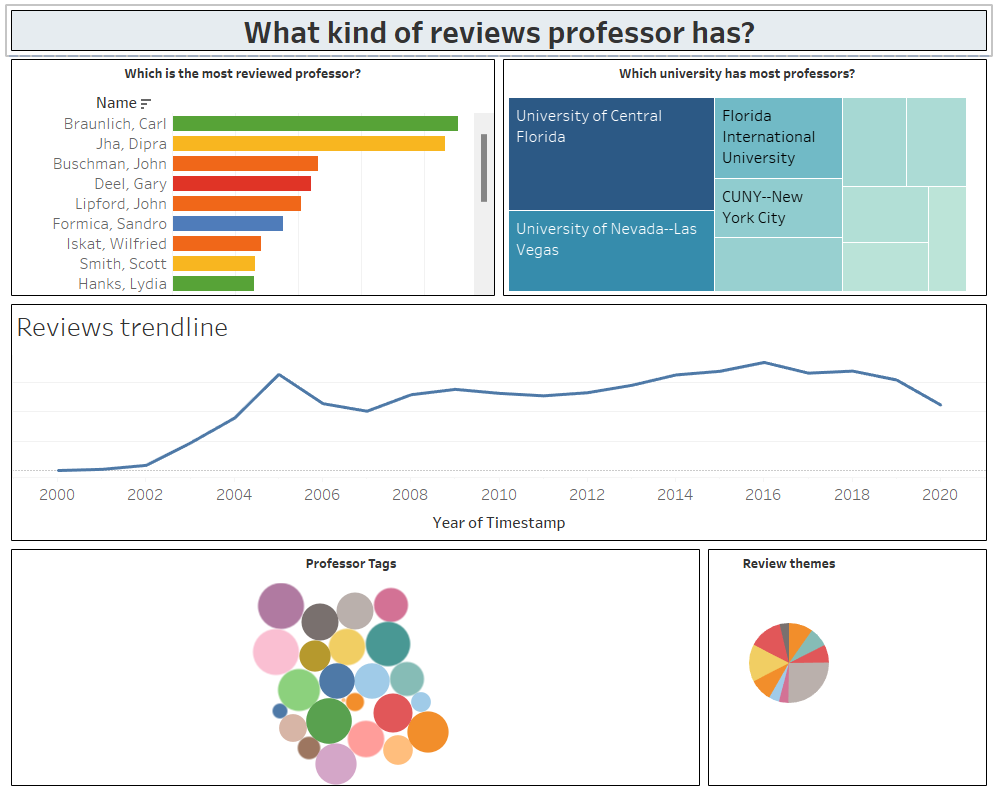 What kind of reviews professor has?
Which is the most reviewed professor?
Name
Braunlich, Carl
Jha, Dipra
Buschman, John
Deel, Gary
Lipford, John
Formica, Sandro
Iskat, Wilfried
Smith, Scott
Hanks, Lydia
Which university has most professors?
University of Central
Florida
University of Nevada--Las
Vegas
Florida
International
University
CUNY--New
York City
Reviews trendline
2000 2002 2004 2006 2008 2010 2012 2014 2016 2018 2020
Year of Timestamp
Professor Tags
Review themes